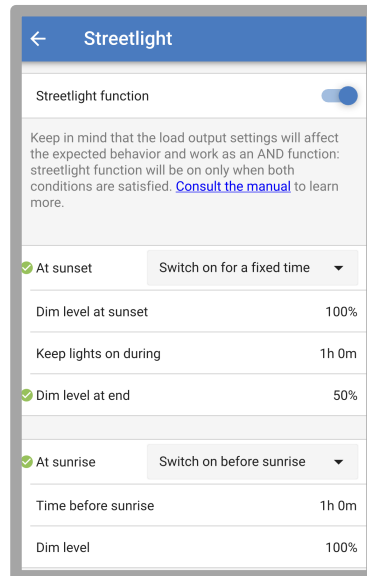 Streetlight
Streetlight function
Keep in mind that the load output settings will affect
the expected behavior and work as an AND function:
streetlight function will be on only when both
conditions are satisfied. Consult the manual to learn
more.
At sunset Switch on for a fixed time
Dim level at sunset 100%
Keep lights on during 1h 0m
Dim level at end 50%
At sunrise Switch on before sunrise
Time before sunrise 1h 0m
Dim level 100%